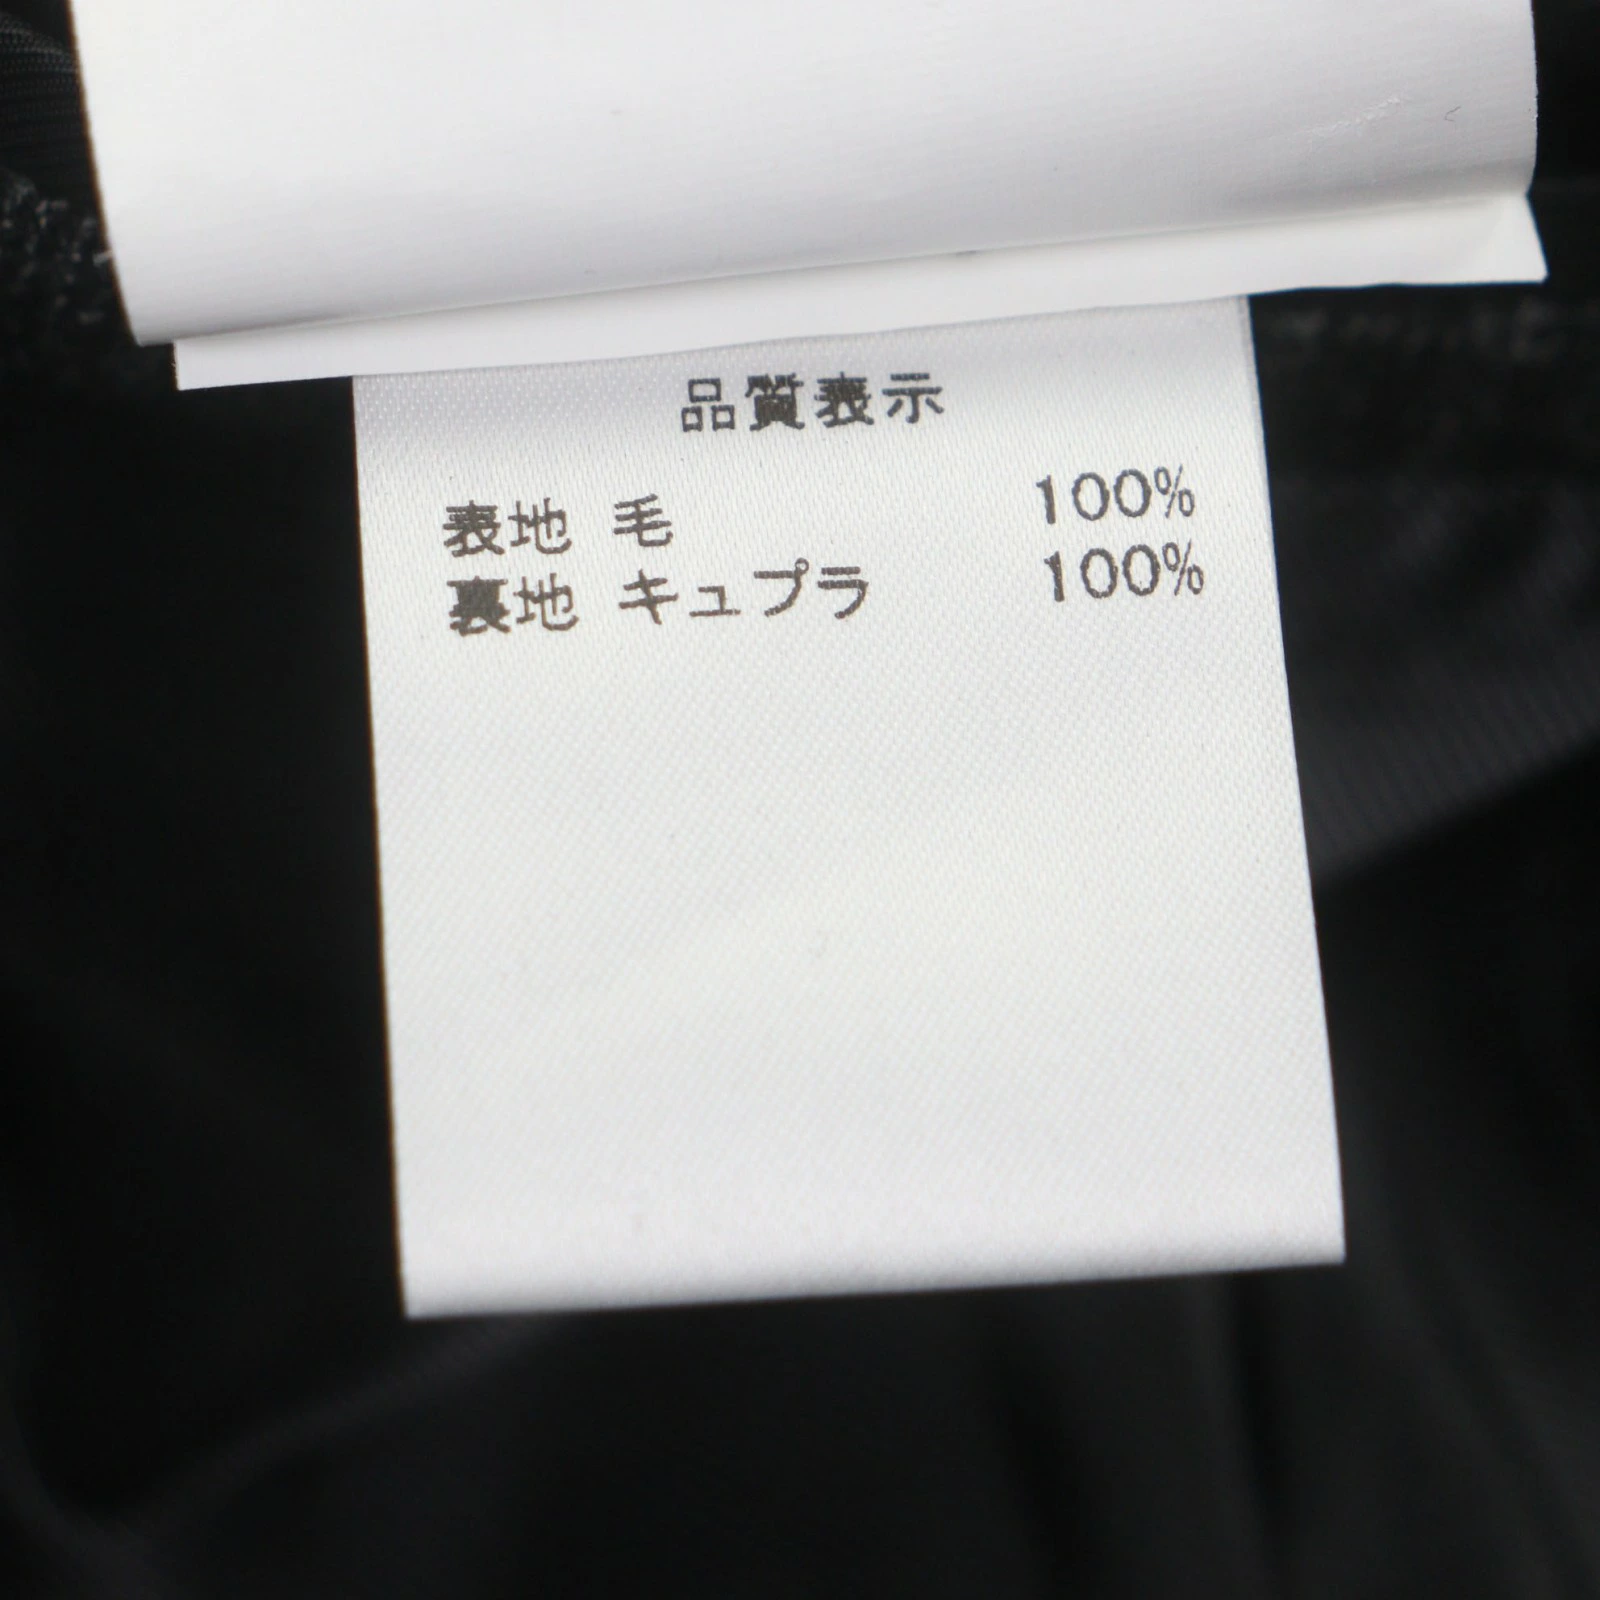 品質表示
表地 毛 100%
裏地 キュプラ 100%